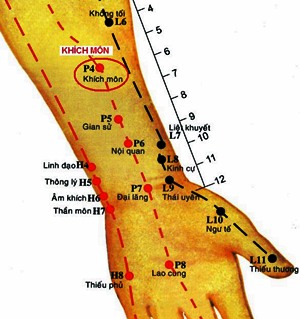 4
Khổng tối
L6
5
KHÍCH MÔN
6
P4
Khích môn
7
8
P5
Gian sử
9
Liệt khuyết
L7
P6
Nội quan
10
L8
Kinh cự
11
Linh đạo H4
Thông lý H5
L9
Thái uyên
12
P7
Đại lăng
Âm khích H6
Thần môn H7
L10
Ngư tế
L11
Thiếu thương
P8
Lao cung
H8
Thiếu phủ